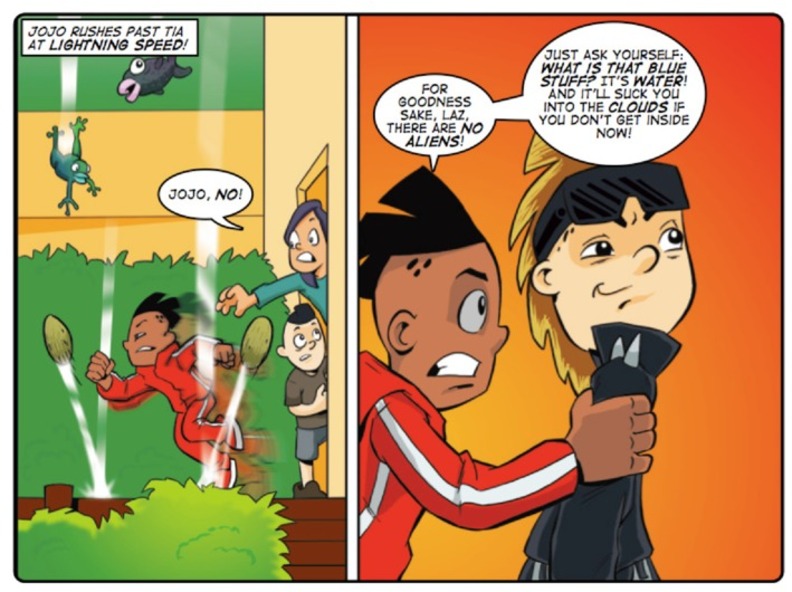 JOJO RUSHES PAST TIA
AT LIGHTNING SPEED!
JOJO, NO!
FOR
GOODNESS
SAKE, LAZ,
THERE ARE NO
ALIENS!
JUST ASK YOURSELF:
WHAT IS THAT BLUE
STUFF? IT'S WATER!
AND IT'LL SUCK YOU
INTO THE CLOUDS IF
YOU DON'T GET INSIDE
NOW!